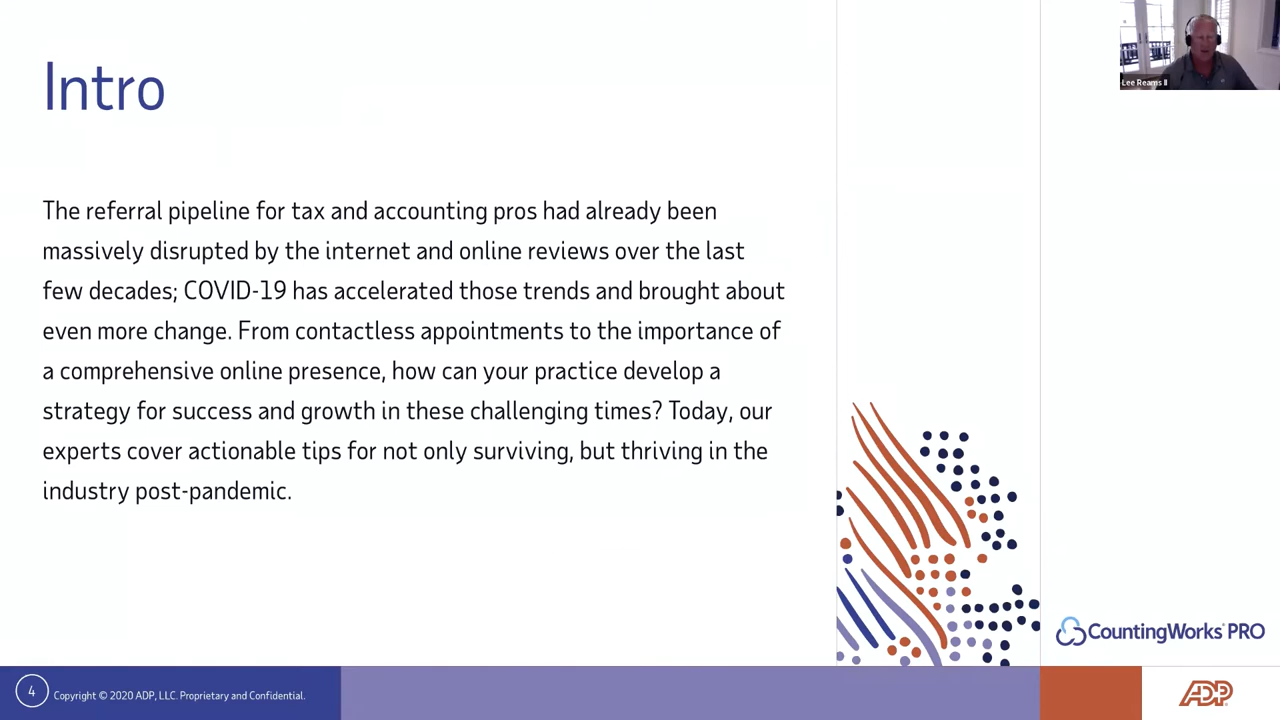 Intro
Lee Reams II
The referral pipeline for tax and accounting pros had already been
massively disrupted by the internet and online reviews over the last
few decades; COVID-19 has accelerated those trends and brought about
even more change. From contactless appointments to the importance of
a comprehensive online presence, how can your practice develop a
strategy for success and growth in these challenging times? Today, our
experts cover actionable tips for not only surviving, but thriving in the
industry post-pandemic.
CountingWorks® PRO
4
Copyright © 2020 ADP, LLC. Proprietary and Confidential.
ADP